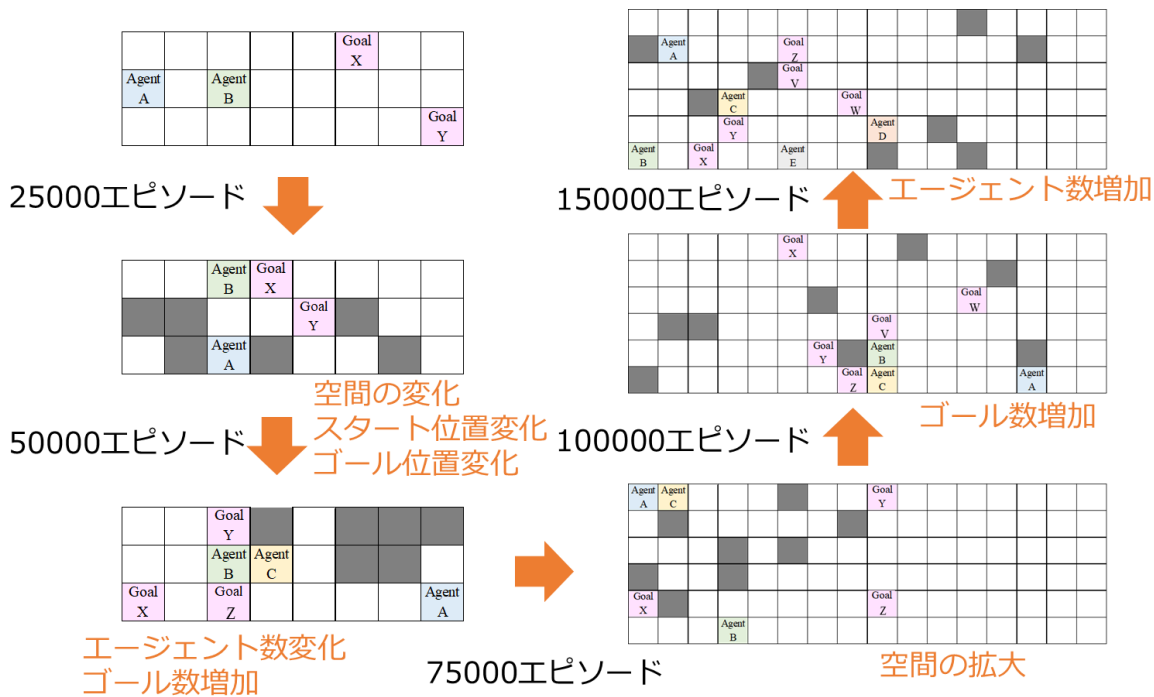 Goal
X
Agent
A
Agent
B
Goal
Y
25000エピソード
Agent
B
Goal
X
Goal
Y
Agent
A
空間の変化
スタート位置変化
ゴール位置変化
50000エピソード
Goal
Y
Agent
B
Agent
C
Goal
X
Goal
Z
Agent
A
エージェント数変化
ゴール数増加
75000エピソード
Agent
A
Agent
C
Goal
Y
Goal
X
Goal
Z
Agent
B
空間の拡大
100000エピソード
ゴール数増加
Goal
X
Goal
W
Goal
V
Goal
Y
Agent
B
Goal
Z
Agent
C
Agent
A
150000エピソード
エージェント数増加
Agent
A
Goal
Z
Goal
V
Agent
C
Goal
W
Goal
Y
Agent
D
Agent
B
Goal
X
Agent
E